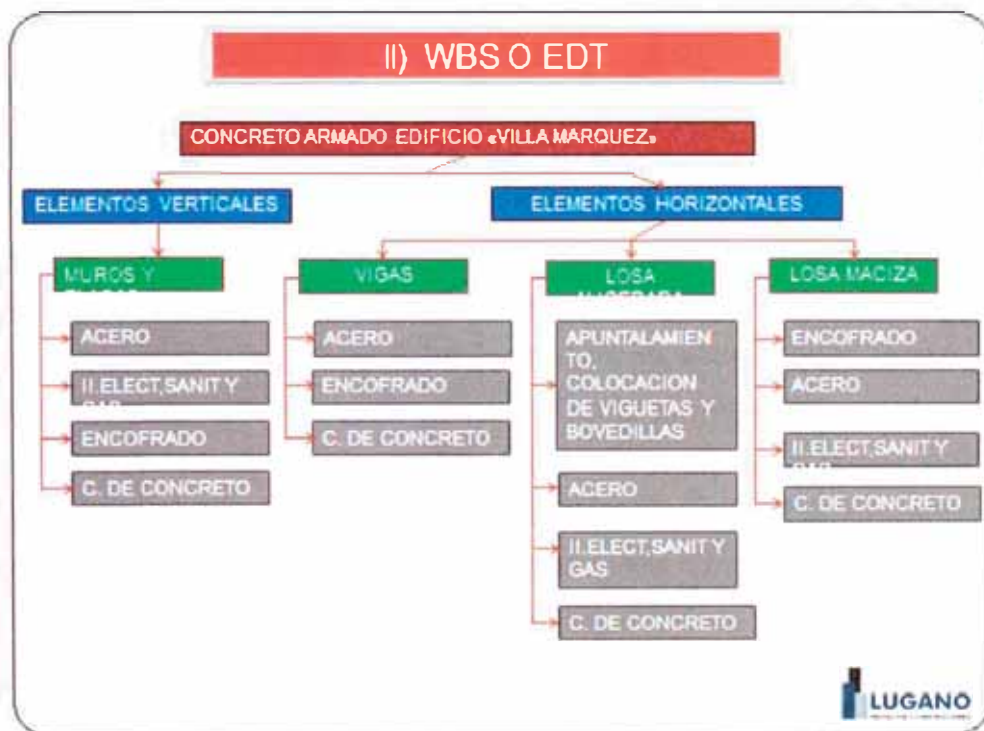 II) WBS O EDT
CONCRETO ARMADO EDIFICIO «VILLA MARQUEZ»
ELEMENTOS VERTICALES
ELEMENTOS HORIZONTALES
MUROS Y
ACERO
II.ELECT,SANIT Y
ENCOFRADO
C. DE CONCRETO
VIGAS
ACERO
ENCOFRADO
C. DE CONCRETO
LOSA
APUNTALAMIE
NTO,
COLOCACION
DE VIGUETAS Y
BOVEDILLAS
ACERO
II.ELECT,SANIT Y
GAS
C. DE CONCRETO
LOSA MACIZA
ENCOFRADO
ACERO
II.ELECT,SANIT Y
C. DE CONCRETO
LUGANO